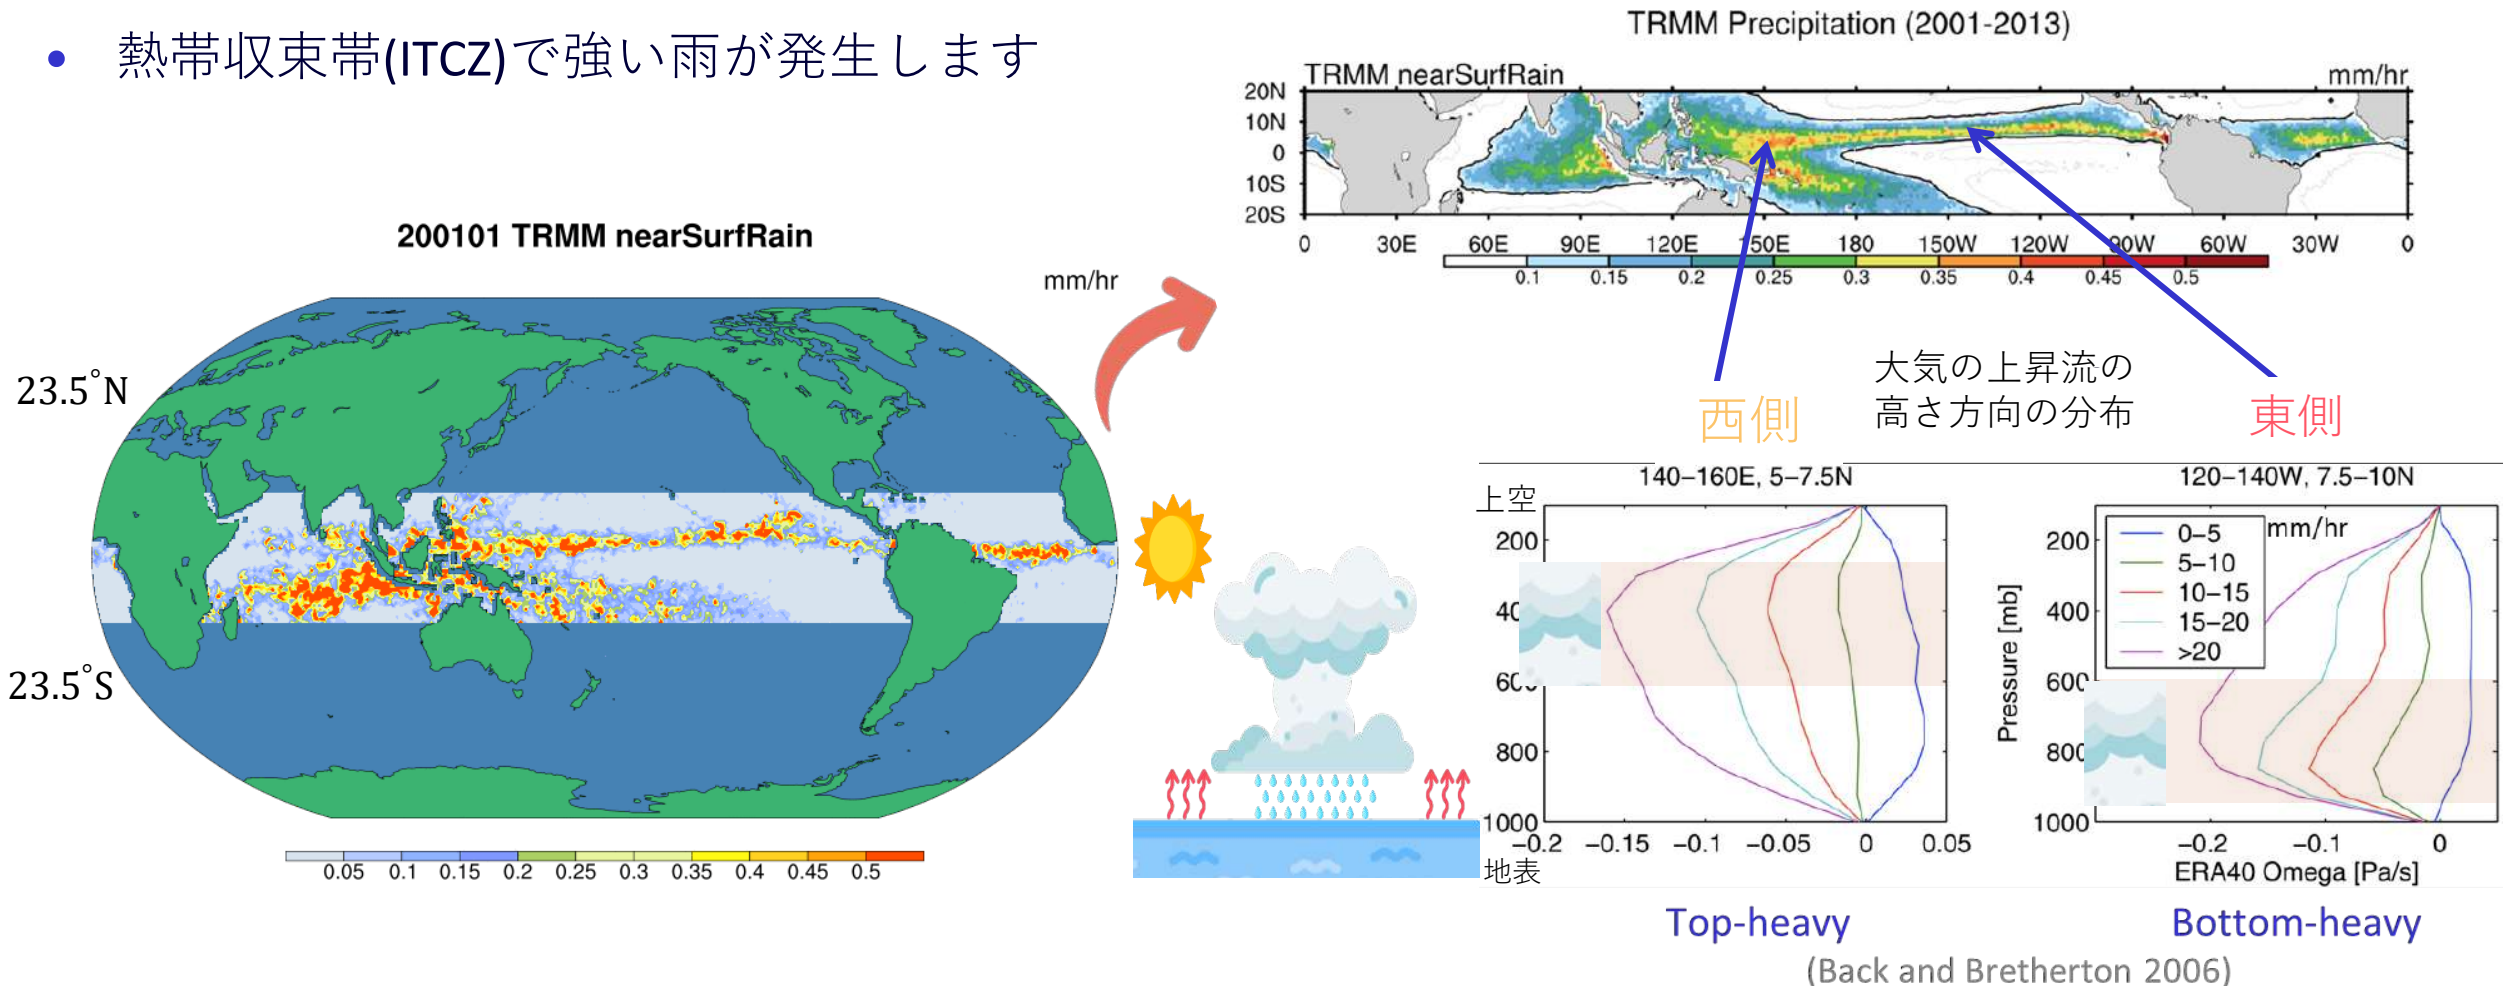 • 熱帯収束帯(ITCZ)で強い雨が発生します
TRMM Precipitation (2001-2013)
TRMM nearSurfRain mm/hr
20N
10N
0
10S
20S
0 30E 60E 90E 120E 150E 180 150W 120W 90W 60W 30W 0
0.1 0.15 0.2 0.25 0.3 0.35 0.4 0.45 0.5
200101 TRMM nearSurfRain
mm/hr
23.5°N
23.5°S
0.05 0.1 0.15 0.2 0.25 0.3 0.35 0.4 0.45 0.5
西側
大気の上昇流の
高さ方向の分布
東側
140–160E, 5–7.5N
上空
200
800
1000
地表
−0.2 −0.15 −0.1 −0.05 0 0.05
120–140W, 7.5–10N
Pressure [mb]
200
400
600
800
1000
0–5 mm/hr
5–10
10–15
15–20
>20
−0.2 −0.1 0
ERA40 Omega [Pa/s]
Top-heavy
Bottom-heavy
(Back and Bretherton 2006)